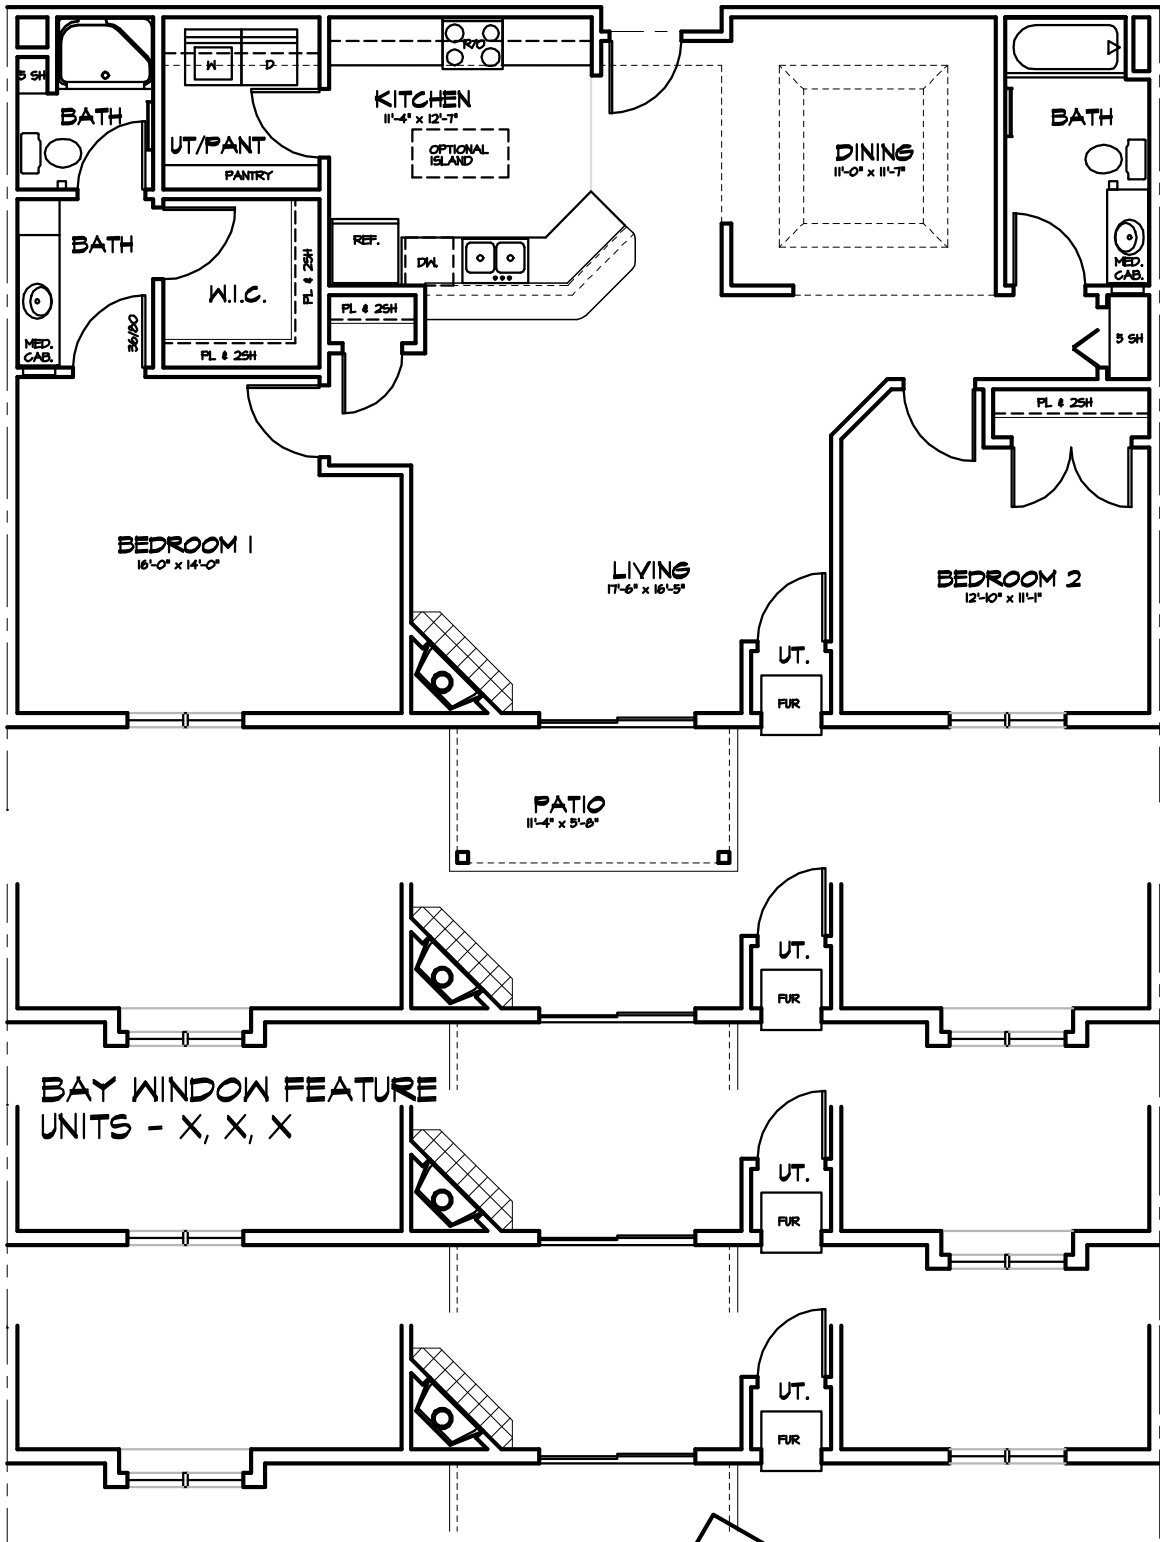 R/O
W
D
5 SH
KITCHEN
11'-4" x 12'-7"
BATH
BATH
UT/PANT
OPTIONAL
ISLAND
DINING
11'-0" x 11'-7"
PANTRY
BATH
REF.
DW.
PL & 2SH
MED.
CAB.
W.I.C.
PL & 2SH
36/80
MED.
CAB.
PL & 2SH
5 SH
PL & 2SH
BEDROOM 1
16'-0" x 14'-0"
LIVING
17'-6" x 16'-5"
BEDROOM 2
12'-10" x 11'-1"
UT.
FUR
PATIO
11'-4" x 5'-8"
UT.
FUR
BAY WINDOW FEATURE
UNITS - X, X, X
UT.
FUR
UT.
FUR